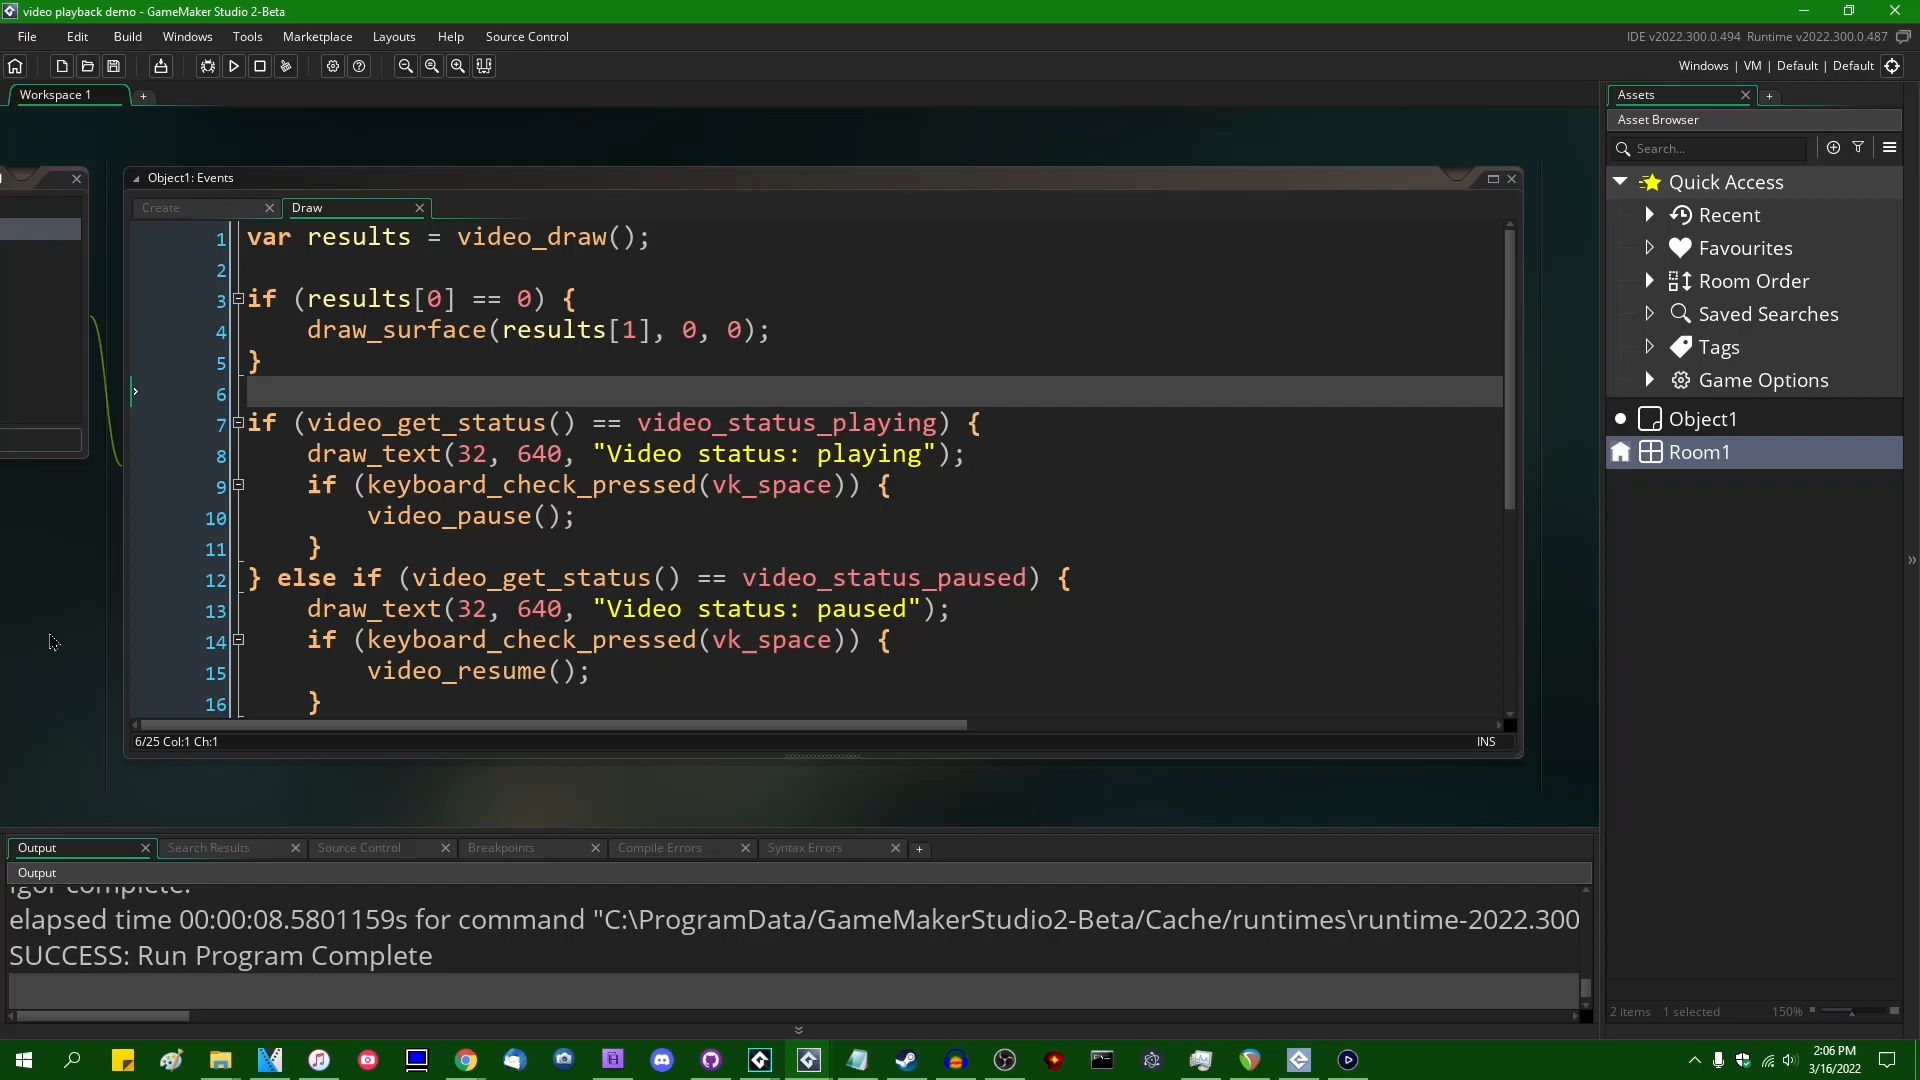 video playback demo - GameMaker Studio 2-Beta
File Edit Build Windows Tools Marketplace Layouts Help Source Control
IDE v2022.300.0.494 Runtime v2022.300.0.487
Windows | VM | Default | Default
Workspace 1
+
Assets
+
Asset Browser
Search...
Quick Access
Recent
Favourites
Room Order
Saved Searches
Tags
Game Options
Object1
Room1
2 items 1 selected 150%
Object1: Events
Create
Draw
1 var results = video_draw();
2
3 if (results[0] == 0) {
4 draw_surface(results[1], 0, 0);
5 }
6
7 if (video_get_status() == video_status_playing) {
8 draw_text(32, 640, "Video status: playing");
9 if (keyboard_check_pressed(vk_space)) {
10 video_pause();
11 }
12 } else if (video_get_status() == video_status_paused) {
13 draw_text(32, 640, "Video status: paused");
14 if (keyboard_check_pressed(vk_space)) {
15 video_resume();
16 }
6/25 Col:1 Ch:1
INS
Output Search Results Source Control Breakpoints Compile Errors Syntax Errors +
Output
Igor complete.
elapsed time 00:00:08.5801159s for command "C:\ProgramData/GameMakerStudio2-Beta/Cache/runtimes\runtime-2022.300
SUCCESS: Run Program Complete
2:06 PM
3/16/2022